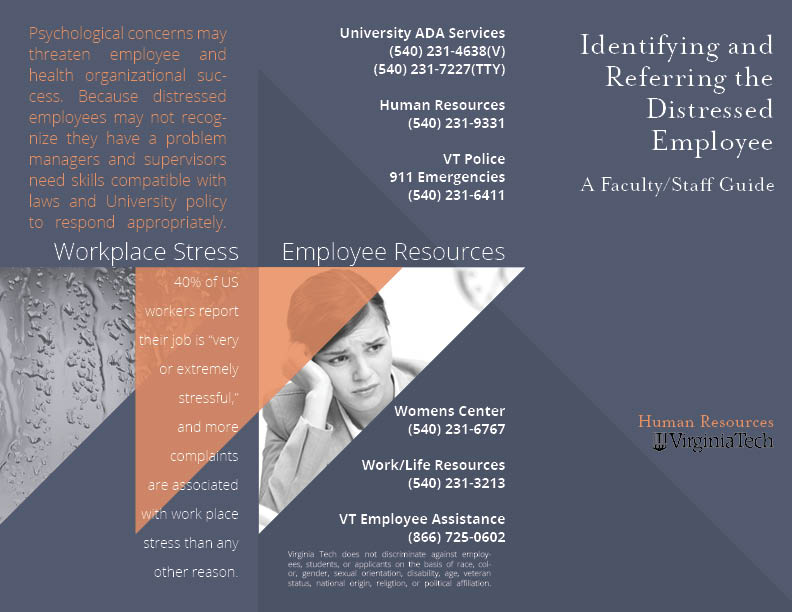 Psychological concerns may
threaten employee and
health organizational suc-
cess. Because distressed
employees may not recog-
nize they have a problem
managers and supervisors
need skills compatible with
laws and University policy
to respond appropriately.
Workplace Stress
40% of US
workers report
their job is “very
or extremely
stressful,”
and more
complaints
are associated
with work place
stress than any
other reason.
University ADA Services
(540) 231-4638(V)
(540) 231-7227(TTY)
Human Resources
(540) 231-9331
VT Police
911 Emergencies
(540) 231-6411
Employee Resources
Womens Center
(540) 231-6767
Work/Life Resources
(540) 231-3213
VT Employee Assistance
(866) 725-0602
Virginia Tech does not discriminate against employ-
ees, students, or applicants on the basis of race, col-
or, gender, sexual orientation, disability, age, veteran
status, national origin, religtion, or political affiliation.
Identifying and
Referring the
Distressed
Employee
A Faculty/Staff Guide
Human Resources
VirginiaTech